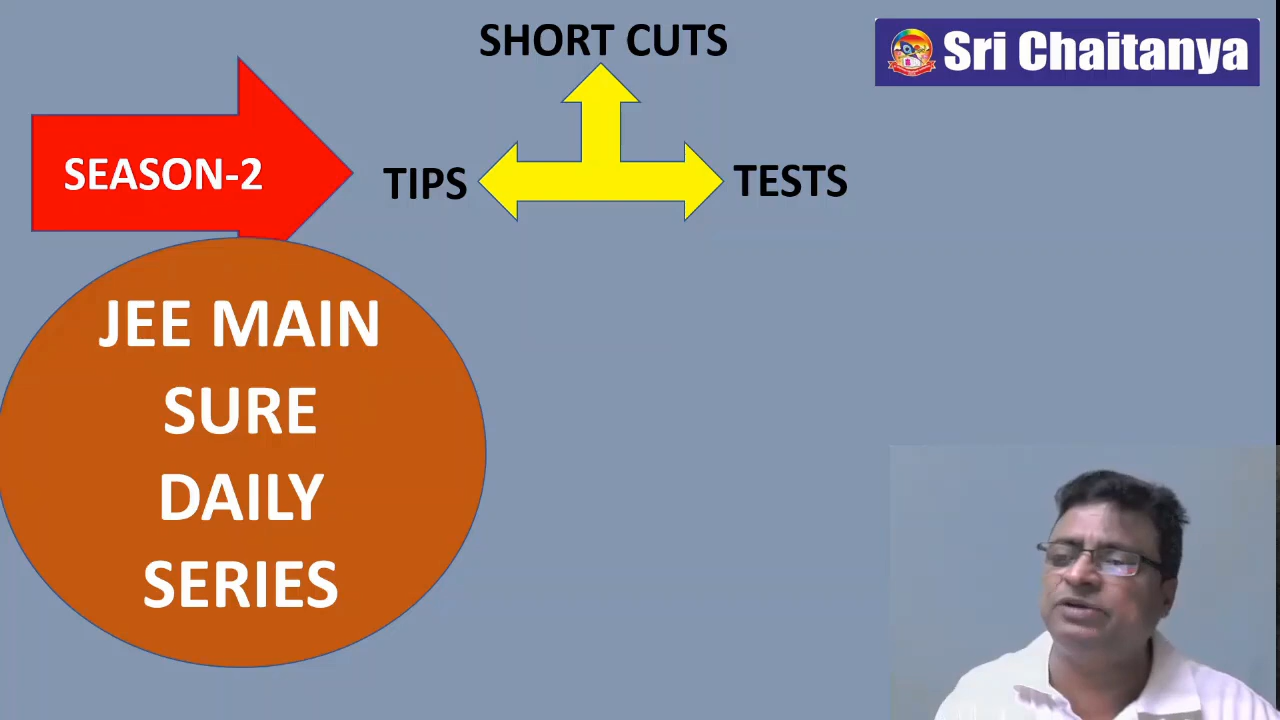 SHORT CUTS
Sri Chaitanya
SEASON-2
TIPS
TESTS
JEE MAIN
SURE
DAILY
SERIES